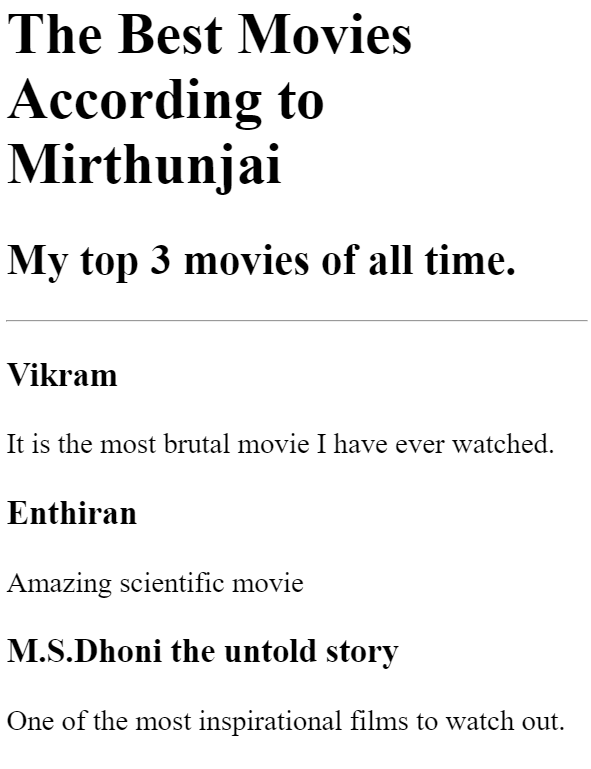 The Best Movies
According to
Mirthunjai
My top 3 movies of all time.
Vikram
It is the most brutal movie I have ever watched.
Enthiran
Amazing scientific movie
M.S.Dhoni the untold story
One of the most inspirational films to watch out.